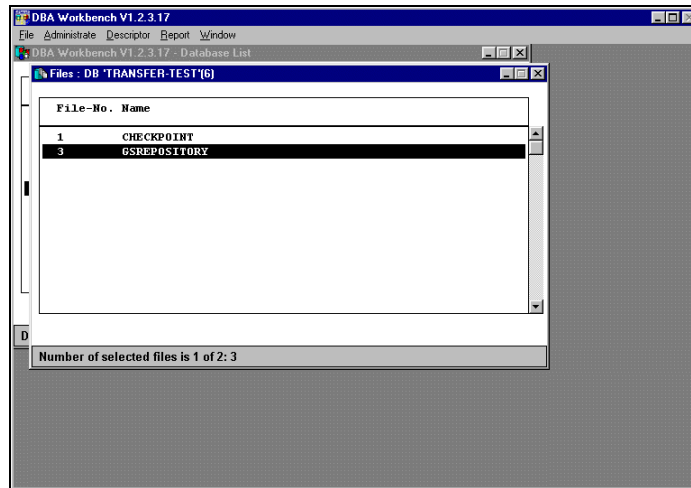 DBA Workbench V1.2.3.17
File Administrate Descriptor Report Window
DBA Workbench V1.2.3.17 - Database List
Files : DB 'TRANSFER-TEST'(6)
File-No. Name
1 CHECKPOINT
3 GSREPOSITORY
D
Number of selected files is 1 of 2: 3